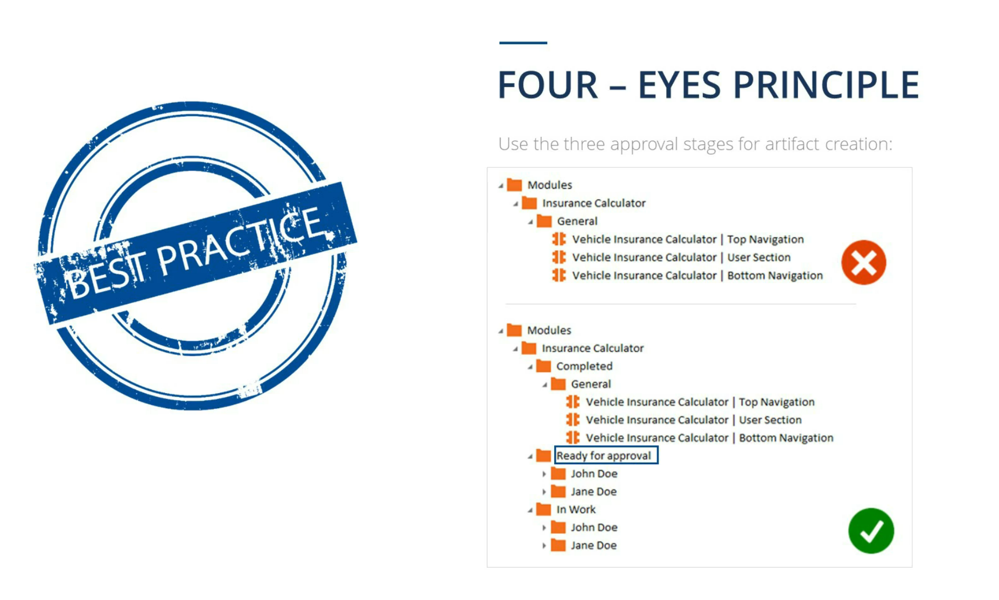 BEST PRACTICE
FOUR – EYES PRINCIPLE
Use the three approval stages for artifact creation:
Modules
Insurance Calculator
General
Vehicle Insurance Calculator | Top Navigation
Vehicle Insurance Calculator | User Section
Vehicle Insurance Calculator | Bottom Navigation
Modules
Insurance Calculator
Completed
General
Vehicle Insurance Calculator | Top Navigation
Vehicle Insurance Calculator | User Section
Vehicle Insurance Calculator | Bottom Navigation
Ready for approval
John Doe
Jane Doe
In Work
John Doe
Jane Doe